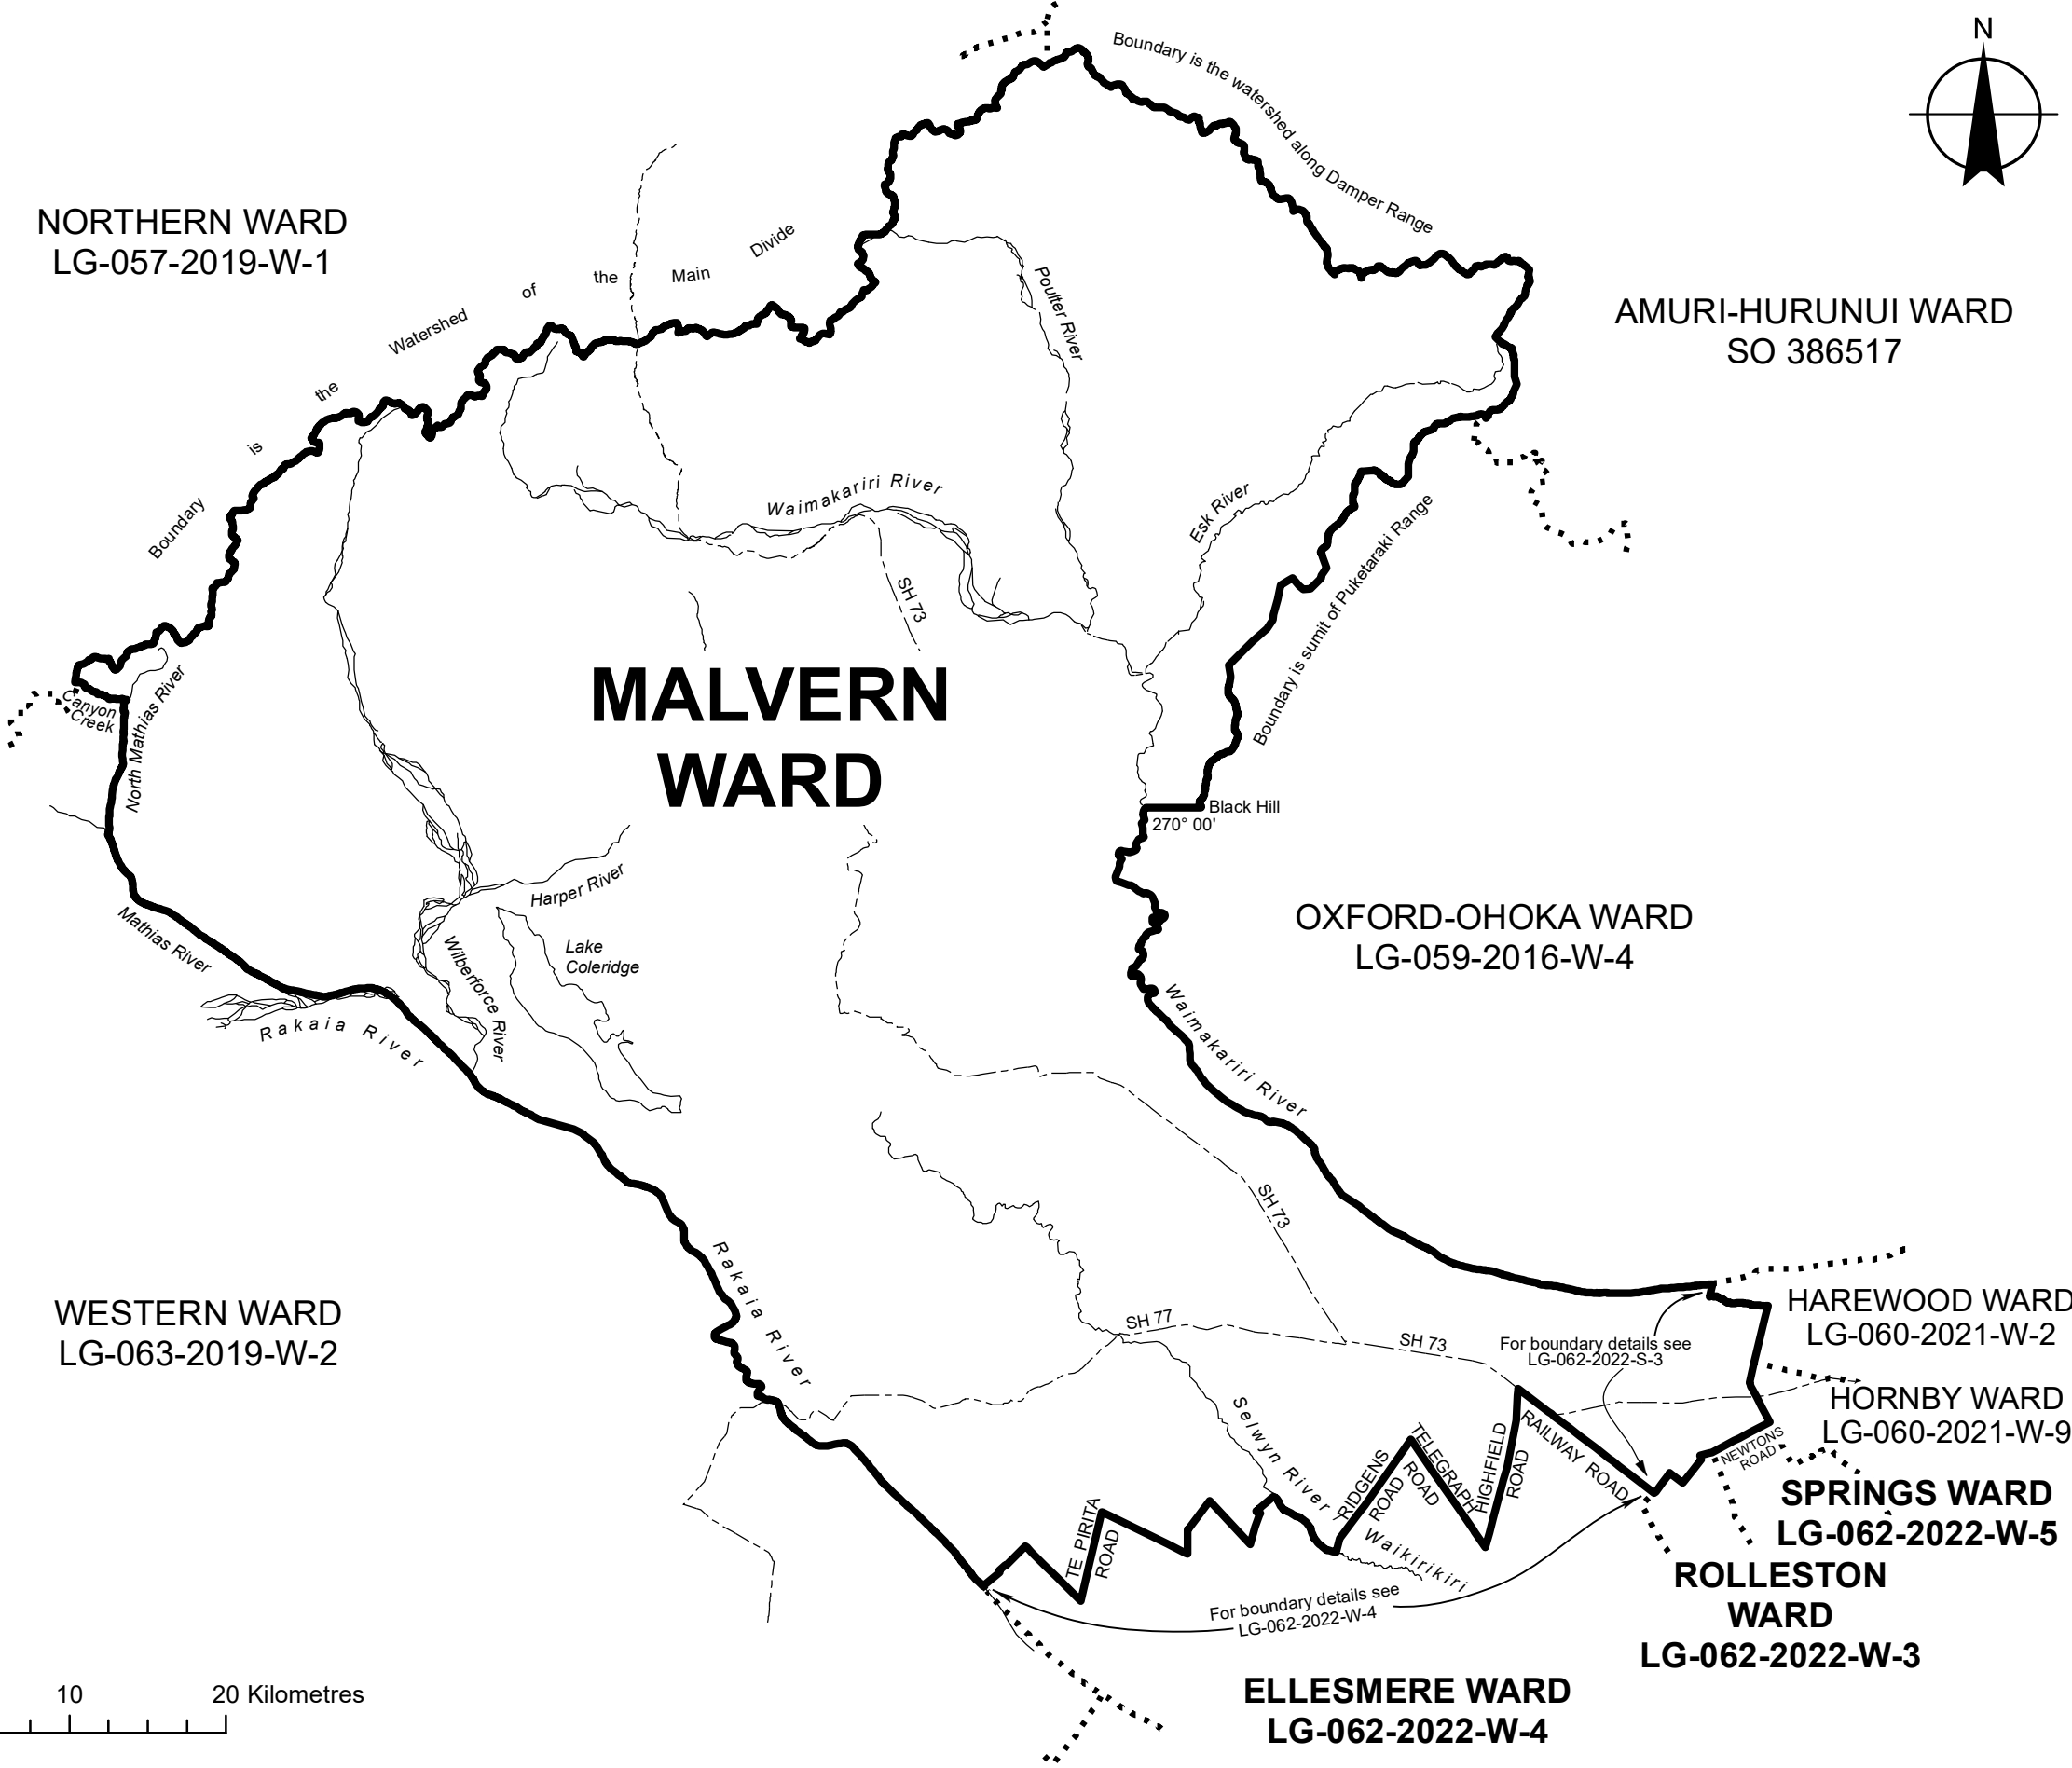 N
Boundary is the watershed along Damper Range
NORTHERN WARD
LG-057-2019-W-1
Boundary is the Watershed of the Main Divide
Poulter River
AMURI-HURUNUI WARD
SO 386517
Waimakariri River
Esk River
SH 73
Boundary is sumit of Puketaraki Range
Canyon
Creek
North Mathias River
MALVERN
WARD
Black Hill
270° 00'
Harper River
Mathias River
Lake
Coleridge
Wilberforce River
Rakaia River
OXFORD-OHOKA WARD
LG-059-2016-W-4
Waimakariri River
SH 73
Rakaia River
WESTERN WARD
LG-063-2019-W-2
SH 77
SH 73
For boundary details see
LG-062-2022-S-3
HAREWOOD WARD
LG-060-2021-W-2
HORNBY WARD
LG-060-2021-W-9
Selwyn River
Waikirikiri
RIDGENS
ROAD
TELEGRAPH
ROAD
HIGHFIELD
ROAD
RAILWAY ROAD
NEWTONS
ROAD
SPRINGS WARD
LG-062-2022-W-5
TE PIRITA
ROAD
ROLLESTON
WARD
LG-062-2022-W-3
For boundary details see
LG-062-2022-W-4
ELLESMERE WARD
LG-062-2022-W-4
10
20 Kilometres